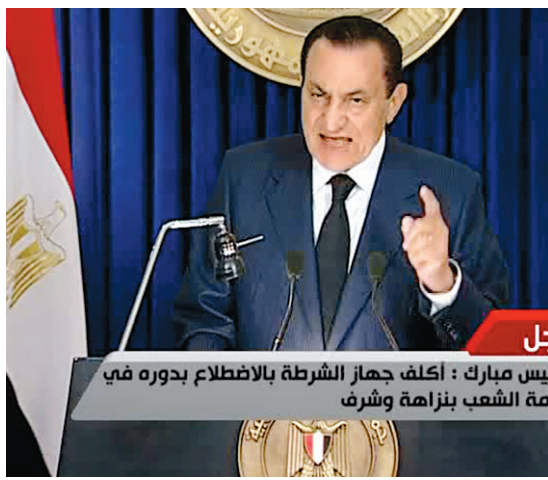 جل
يس مبارك : أكلف جهاز الشرطة بالاضطلاع بدوره في
مة الشعب بنزاهة وشرف